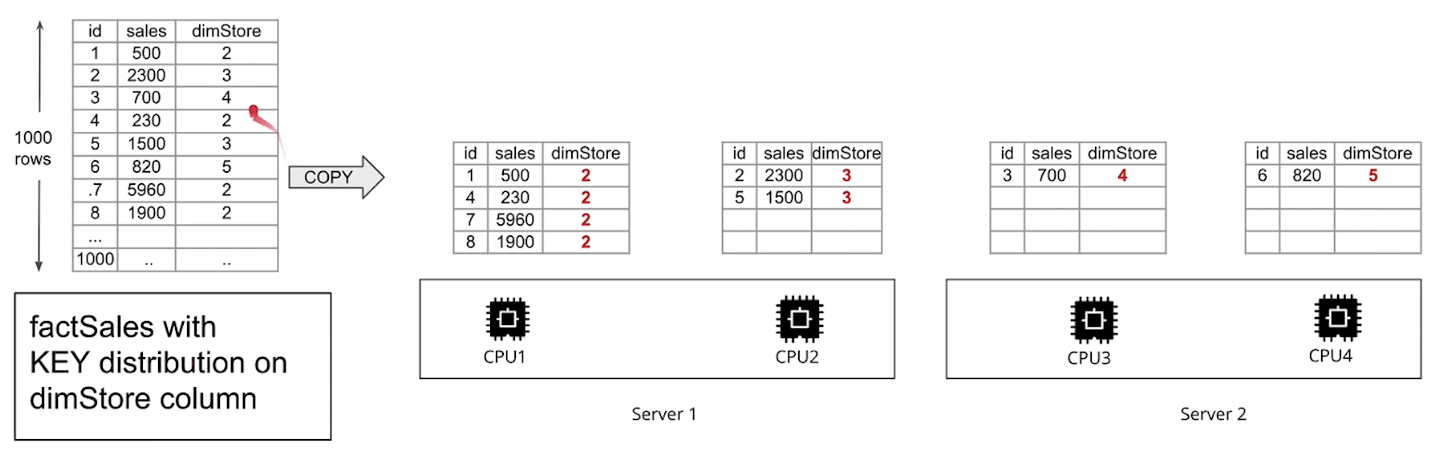 id sales dimStore
1 500 2
2 2300 3
3 700 4
4 230 2
5 1500 3
6 820 5
.7 5960 2
8 1900 2
...
1000 .. ..
1000
rows
COPY
factSales with
KEY distribution on
dimStore column
id sales dimStore
1 500 2
4 230 2
7 5960 2
8 1900 2
id sales dimStore
2 2300 3
5 1500 3
id sales dimStore
3 700 4
id sales dimStore
6 820 5
CPU1
CPU2
CPU3
CPU4
Server 1
Server 2